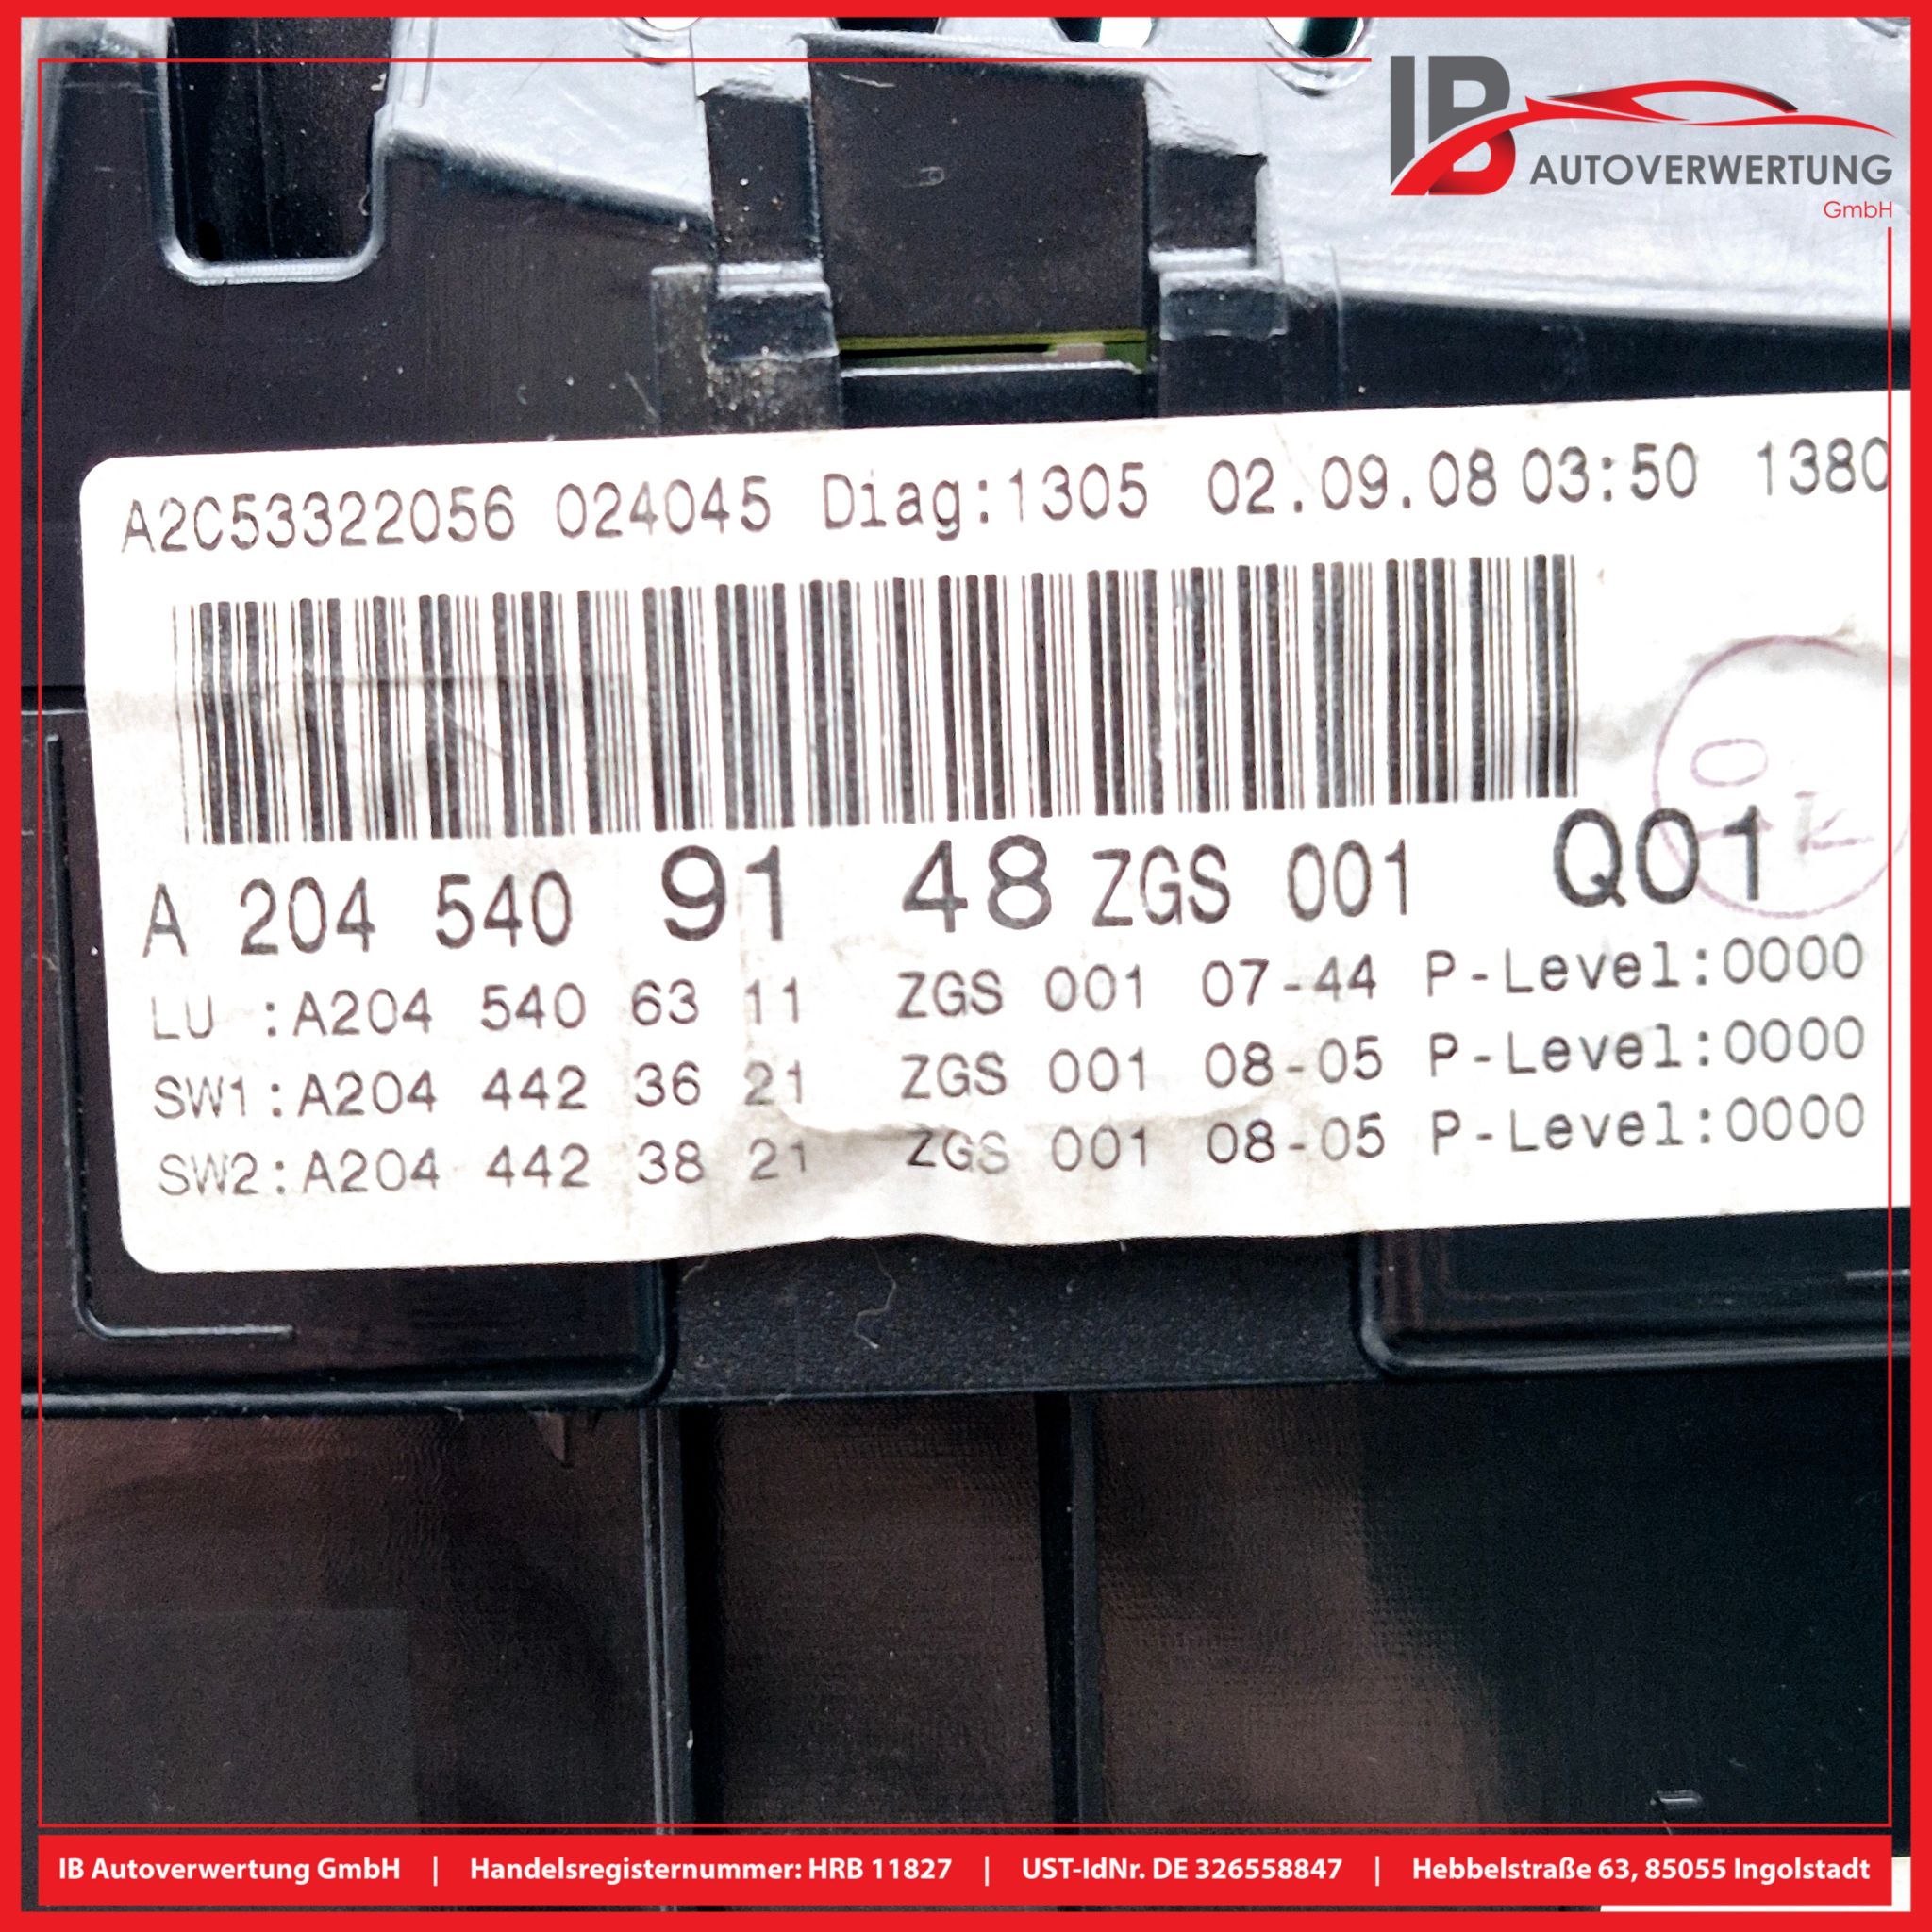 IB AUTOVERWERTUNG
GmbH
A2C53322056 024045 Diag:1305 02.09.08 03:50 1380
A 204 540 91 48 ZGS 001 Q01
OK
LU :A204 540 63 11 ZGS 001 07-44 P-Level:0000
SW1:A204 442 36 21 ZGS 001 08-05 P-Level:0000
SW2:A204 442 38 21 ZGS 001 08-05 P-Level:0000
IB Autoverwertung GmbH | Handelsregisternummer: HRB 11827 | UST-IdNr. DE 326558847 | Hebbelstraße 63, 85055 Ingolstadt